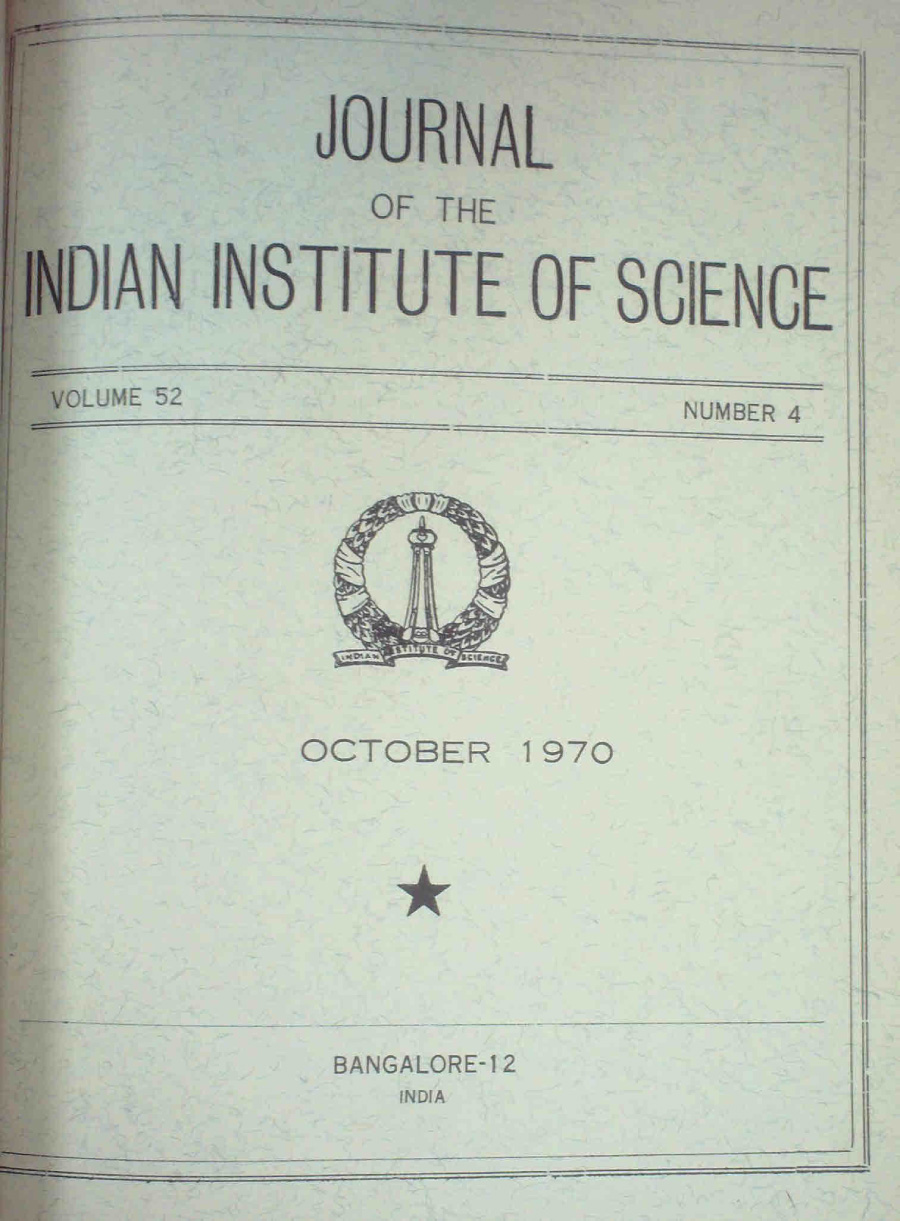 JOURNAL
OF THE
INDIAN INSTITUTE OF SCIENCE
VOLUME 52
NUMBER 4
INDIAN INSTITUTE OF SCIENCE
OCTOBER 1970
BANGALORE-12
INDIA